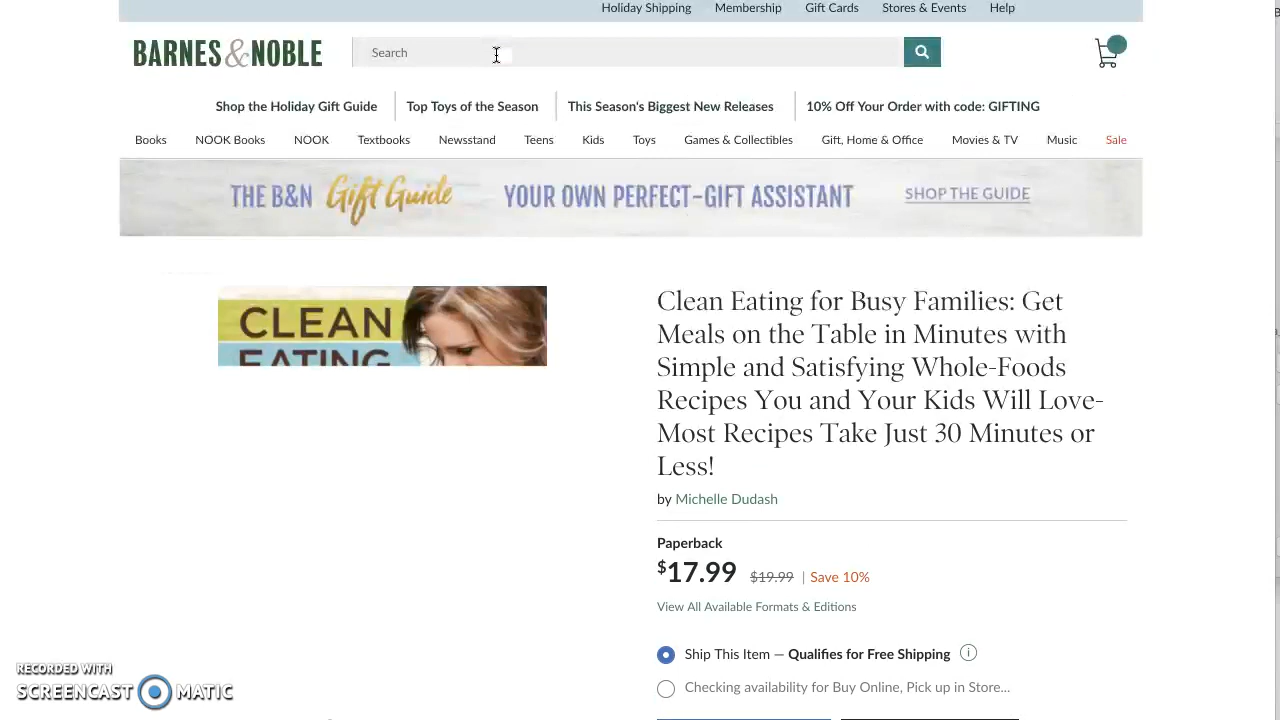 Holiday Shipping Membership Gift Cards Stores & Events Help
BARNES&NOBLE
Search
Shop the Holiday Gift Guide Top Toys of the Season This Season's Biggest New Releases 10% Off Your Order with code: GIFTING
Books NOOK Books NOOK Textbooks Newsstand Teens Kids Toys Games & Collectibles Gift, Home & Office Movies & TV Music Sale
THE B&N Gift Guide YOUR OWN PERFECT-GIFT ASSISTANT SHOP THE GUIDE
CLEAN
EATING
Clean Eating for Busy Families: Get
Meals on the Table in Minutes with
Simple and Satisfying Whole-Foods
Recipes You and Your Kids Will Love-
Most Recipes Take Just 30 Minutes or
Less!
by Michelle Dudash
Paperback
$17.99 $19.99 | Save 10%
View All Available Formats & Editions
Ship This Item — Qualifies for Free Shipping
Checking availability for Buy Online, Pick up in Store...
RECORDED WITH
SCREENCAST MATIC